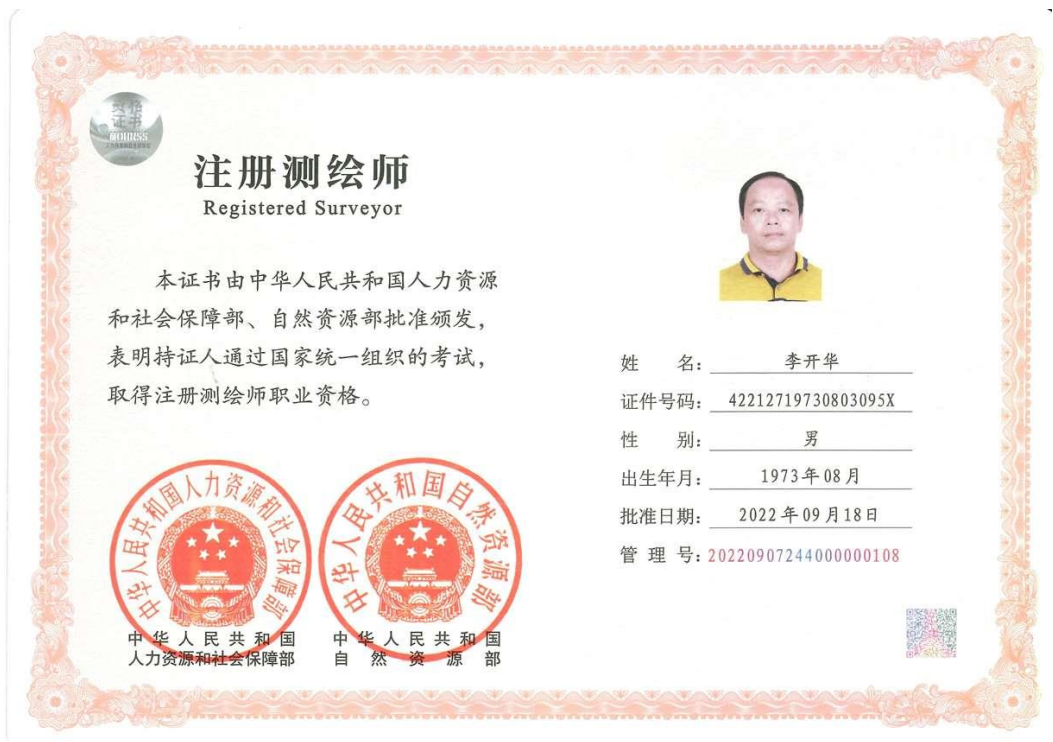 资格
证书
MOHRSS
注册测绘师
Registered Surveyor
本证书由中华人民共和国人力资源
和社会保障部、自然资源部批准颁发，
表明持证人通过国家统一组织的考试，
取得注册测绘师职业资格。
中华人民共和国人力资源和社会保障部
中华人民共和国
人力资源和社会保障部
中华人民共和国自然资源部
中华人民共和国
自然资源部
姓 名： 李开华
证件号码： 42212719730803095X
性 别： 男
出生年月： 1973年08月
批准日期： 2022年09月18日
管 理 号：20220907244000000108